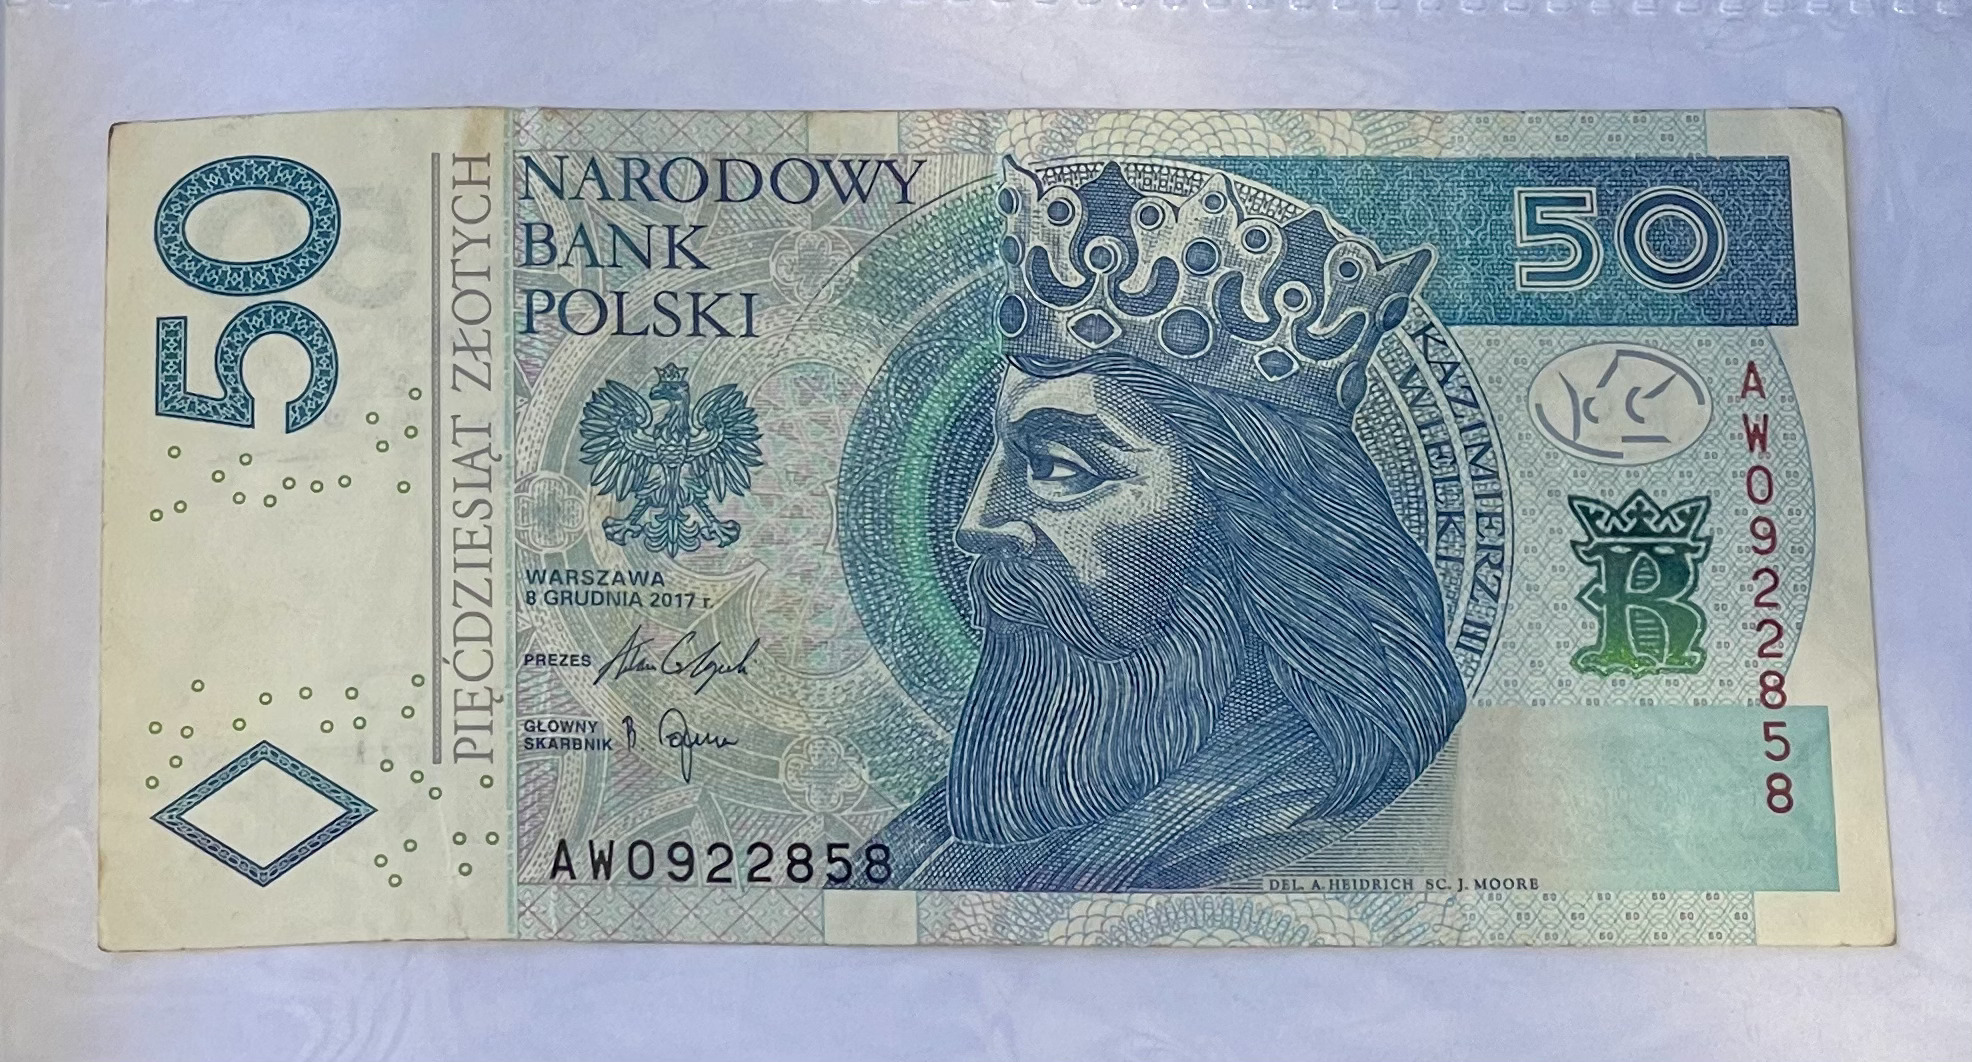 50
PIĘĆDZIESIĄT ZŁOTYCH
NARODOWY
BANK
POLSKI
WARSZAWA
8 GRUDNIA 2017 r.
PREZES
GŁÓWNY
SKARBNIK
AW0922858
50
KAZIMIERZ III
WIELKI
AW0922858
DEL. A. HEIDRICH SC. J. MOORE